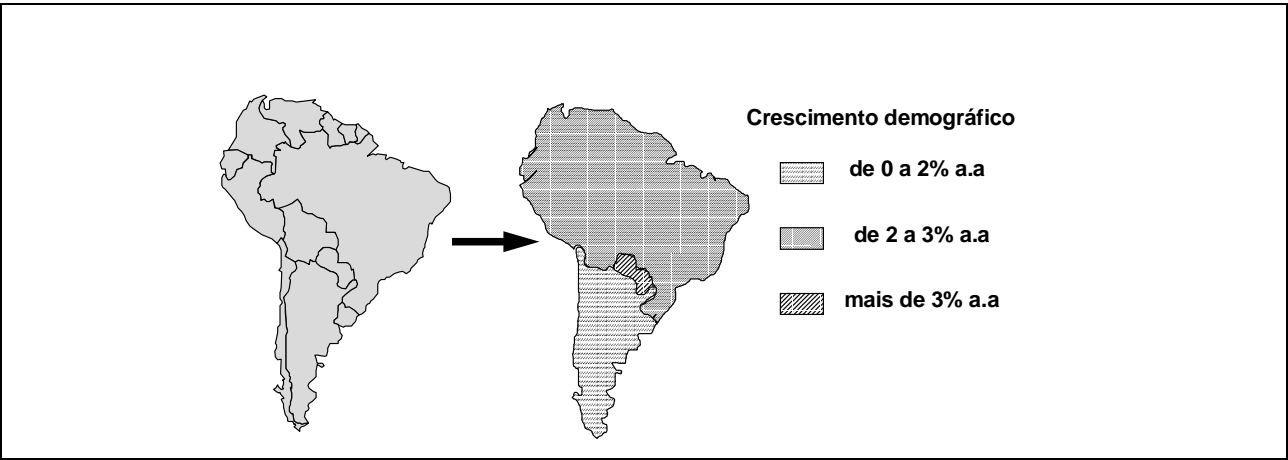 Crescimento demográfico
de 0 a 2% a.a
de 2 a 3% a.a
mais de 3% a.a